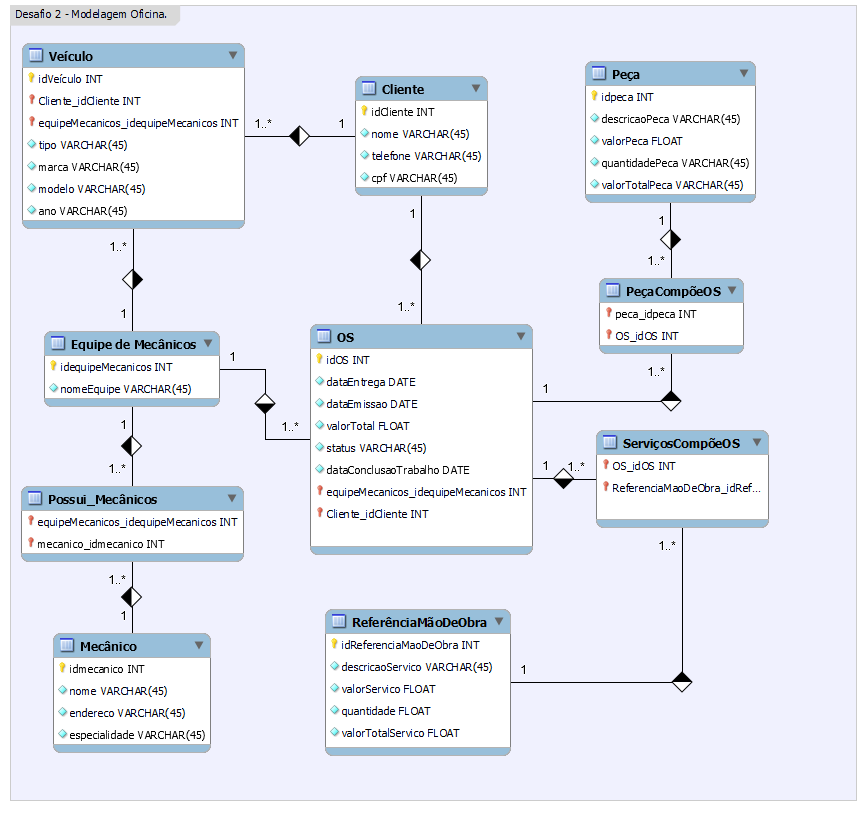 Desafio 2 - Modelagem Oficina.
Veículo
idVeículo INT
Cliente_idCliente INT
equipeMecanicos_idequipeMecanicos INT
tipo VARCHAR(45)
marca VARCHAR(45)
modelo VARCHAR(45)
ano VARCHAR(45)
1..*
1
Cliente
idCliente INT
nome VARCHAR(45)
telefone VARCHAR(45)
cpf VARCHAR(45)
Peça
idpeca INT
descricaoPeca VARCHAR(45)
valorPeca FLOAT
quantidadePeca VARCHAR(45)
valorTotalPeca VARCHAR(45)
1..*
1
1
1..*
1
1..*
PeçaCompõeOS
peca_idpeca INT
OS_idOS INT
1..*
1
Equipe de Mecânicos
idequipeMecanicos INT
nomeEquipe VARCHAR(45)
1
1..*
OS
idOS INT
dataEntrega DATE
dataEmissao DATE
valorTotal FLOAT
status VARCHAR(45)
dataConclusaoTrabalho DATE
equipeMecanicos_idequipeMecanicos INT
Cliente_idCliente INT
1
1..*
ServiçosCompõeOS
OS_idOS INT
ReferenciaMaoDeObra_idRef...
1..*
1
1..*
Possui_Mecânicos
equipeMecanicos_idequipeMecanicos INT
mecanico_idmecanico INT
1..*
1
Mecânico
idmecanico INT
nome VARCHAR(45)
endereco VARCHAR(45)
especialidade VARCHAR(45)
ReferênciaMãoDeObra
idReferenciaMaoDeObra INT
descricaoServico VARCHAR(45)
valorServico FLOAT
quantidade FLOAT
valorTotalServico FLOAT
1